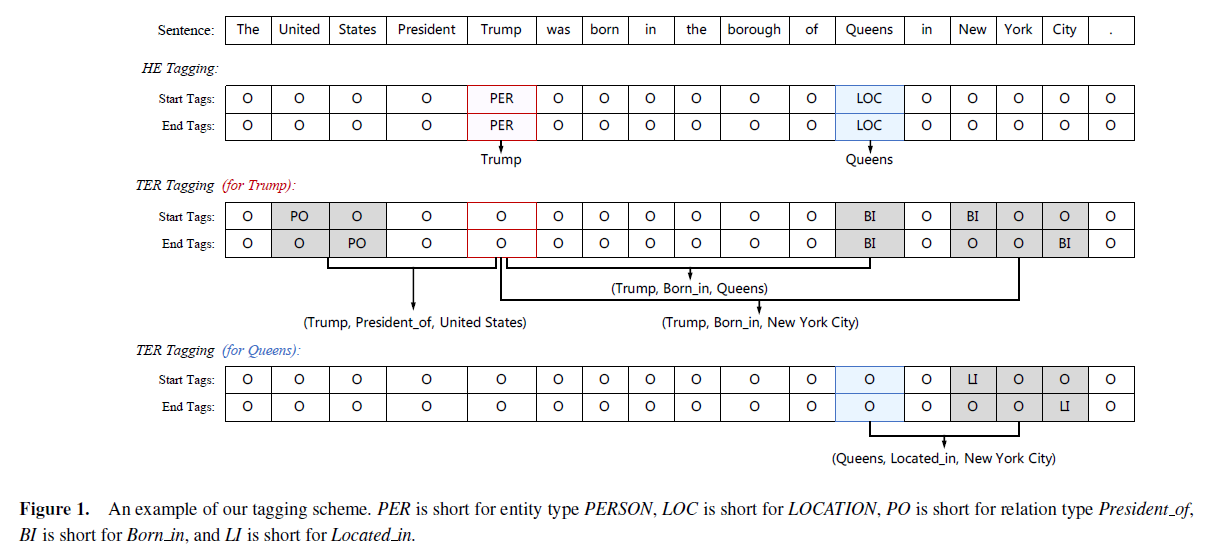 Sentence: The United States President Trump was born in the borough of Queens in New York City .
HE Tagging:
Start Tags: O O O O PER O O O O O O LOC O O O O O
End Tags: O O O O PER O O O O O O LOC O O O O O
Trump Queens
TER Tagging (for Trump):
Start Tags: O PO O O O O O O O O O BI O BI O O O
End Tags: O O PO O O O O O O O O BI O O O BI O
(Trump, Born_in, Queens)
(Trump, President_of, United States) (Trump, Born_in, New York City)
TER Tagging (for Queens):
Start Tags: O O O O O O O O O O O O O LI O O O
End Tags: O O O O O O O O O O O O O O O LI O
(Queens, Located_in, New York City)
Figure 1. An example of our tagging scheme. PER is short for entity type PERSON, LOC is short for LOCATION, PO is short for relation type President_of,
BI is short for Born_in, and LI is short for Located_in.